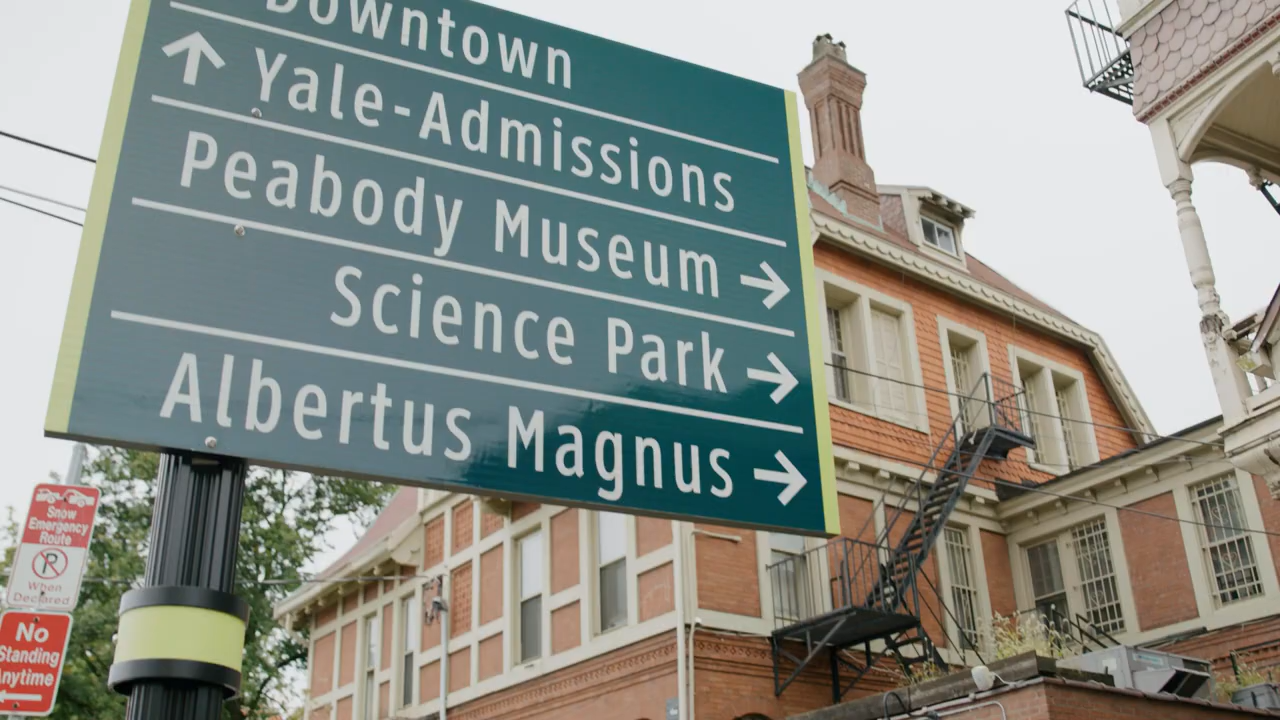 Downtown
Yale-Admissions
Peabody Museum
Science Park
Albertus Magnus
Snow
Emergency
Route
P
When
Declared
No
Standing
Anytime